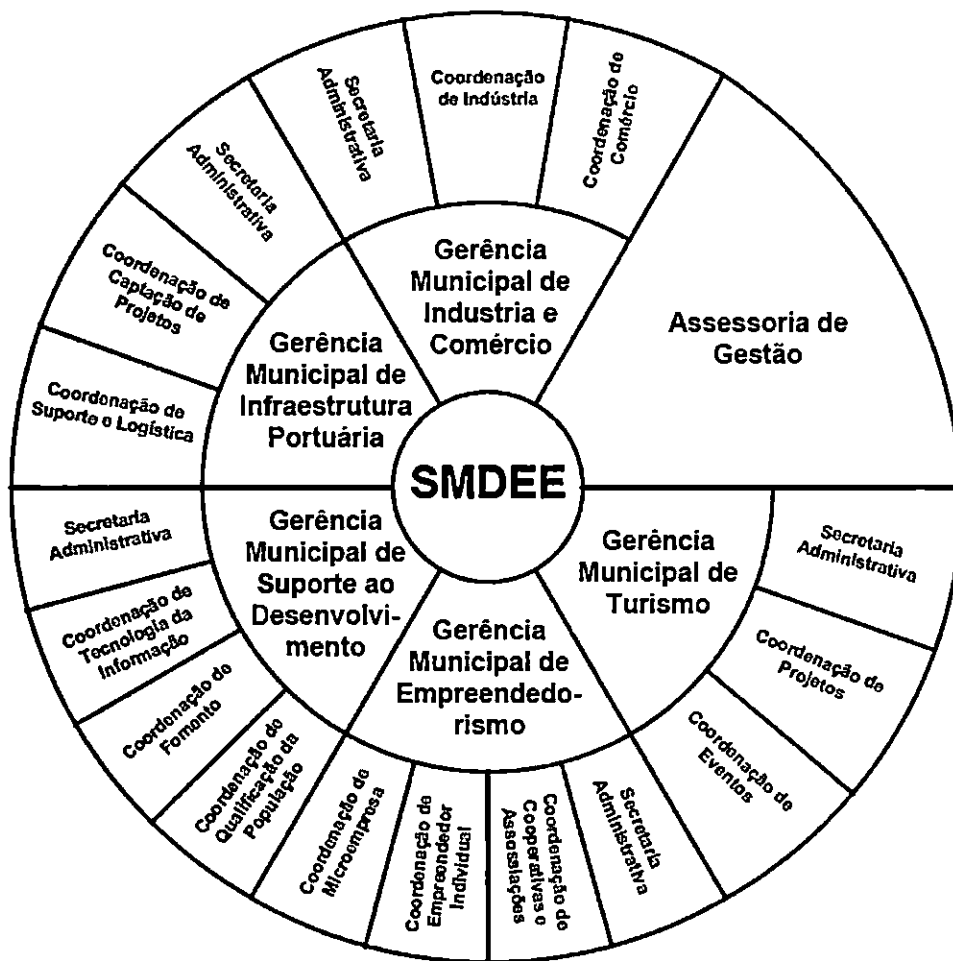 Coordenação
de Indústria
Coordenação de
Comércio
Secretaria
Administrativa
Secretaria
Administrativa
Coordenação de
Captação de
Projetos
Coordenação de
Suporte e Logística
Gerência
Municipal de
Industria e
Comércio
Assessoria de
Gestão
Gerência
Municipal de
Infraestrutura
Portuária
SMDEE
Gerência
Municipal de
Suporte ao
Desenvolvi-
mento
Gerência
Municipal de
Turismo
Gerência
Municipal de
Empreendedo-
rismo
Secretaria
Administrativa
Coordenação de
Tecnologia da
Informação
Coordenação de
Fomento
Coordenação de
Qualificação da
População
Coordenação de
Microempresa
Coordenação de
Empreendedor
Individual
Coordenação de
Cooperativas e
Assossiações
Secretaria
Administrativa
Coordenação de
Eventos
Coordenação de
Projetos
Secretaria
Administrativa